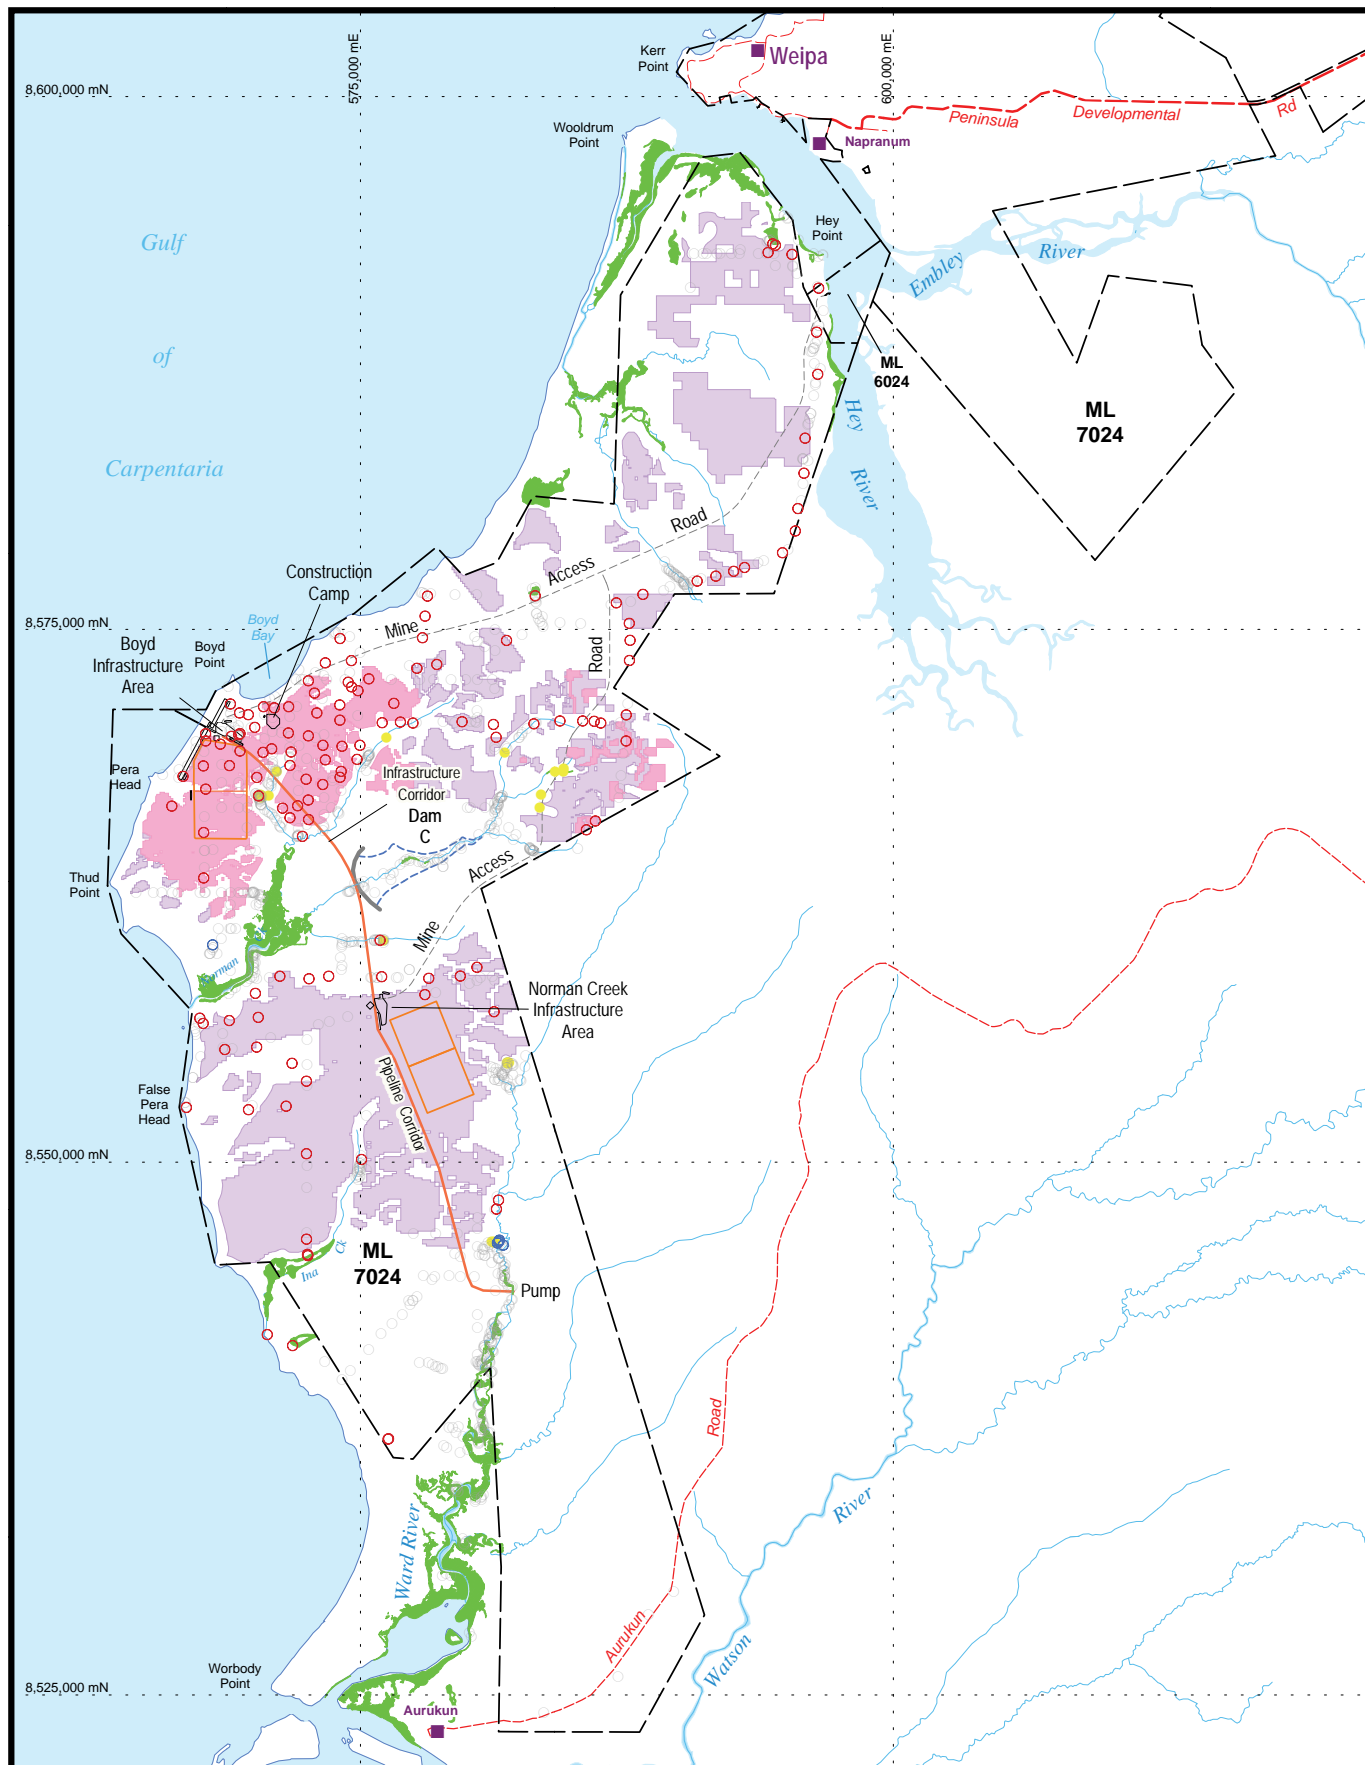 575,000 mE
600,000 mE
8,600,000 mN
Kerr
Point
Weipa
Peninsula
Developmental
Rd
Wooldrum
Point
Napranum
Gulf
of
Carpentaria
Hey
Point
Embley
River
ML
6024
ML
7024
Hey
River
Road
Access
Mine
Construction
Camp
8,575,000 mN
Boyd
Bay
Boyd
Infrastructure
Area
Boyd
Point
Road
Pera
Head
Infrastructure
Corridor
Dam
C
Access
Mine
Thud
Point
Norman
Norman Creek
Infrastructure
Area
Pipeline Corridor
False
Pera
Head
8,550,000 mN
Ina
Ck
ML
7024
Pump
Road
River
Ward River
Aurukun
Watson
Worbody
Point
8,525,000 mN
Aurukun